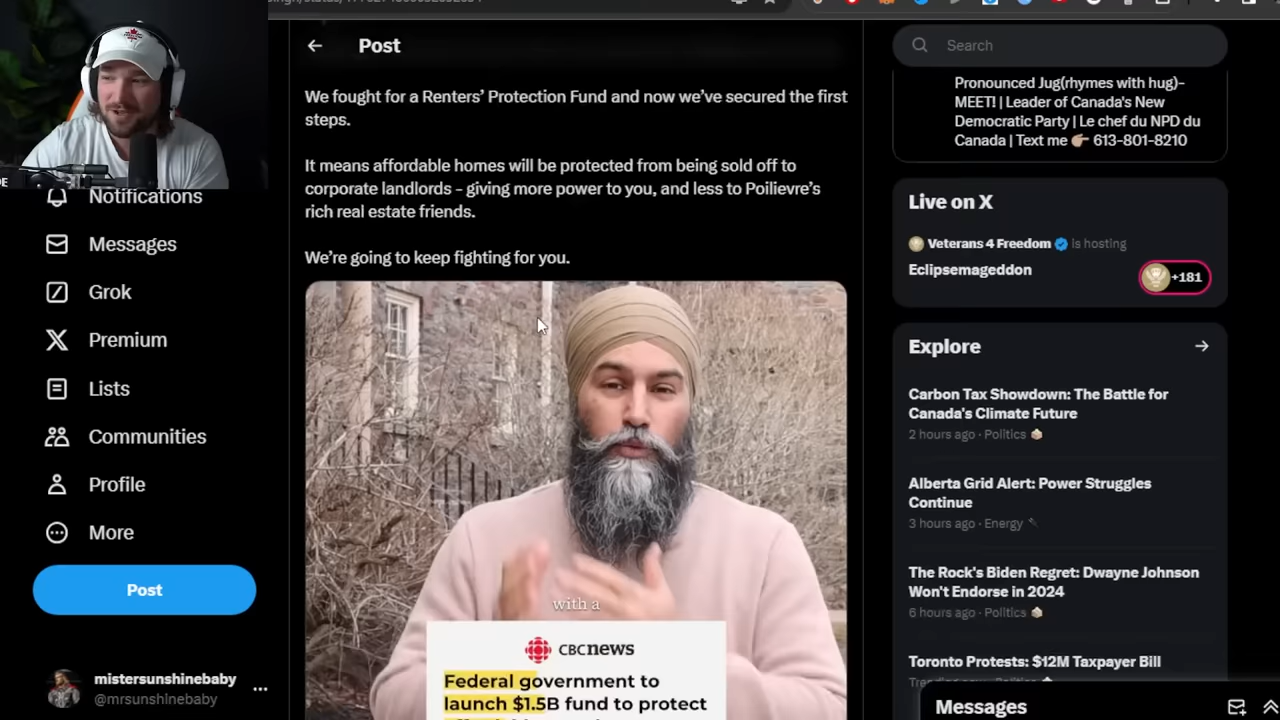 Post
Search
We fought for a Renters' Protection Fund and now we've secured the first
steps.
It means affordable homes will be protected from being sold off to
corporate landlords - giving more power to you, and less to Poilievre's
rich real estate friends.
We're going to keep fighting for you.
with a
CBCNEWS
Federal government to
launch $1.5B fund to protect
Notifications
Messages
Grok
Premium
Lists
Communities
Profile
More
Post
mistersunshinebaby
@mrsunsh1nebaby
Pronounced Jug(rhymes with hug)-
MEET! | Leader of Canada's New
Democratic Party | Le chef du NPD du
Canada | Text me 👉🏽 613-801-8210
Live on X
Veterans 4 Freedom is hosting
Eclipsemageddon
+181
Explore
Carbon Tax Showdown: The Battle for
Canada's Climate Future
2 hours ago · Politics
Alberta Grid Alert: Power Struggles
Continue
3 hours ago · Energy
The Rock's Biden Regret: Dwayne Johnson
Won't Endorse in 2024
6 hours ago · Politics
Toronto Protests: $12M Taxpayer Bill
Messages